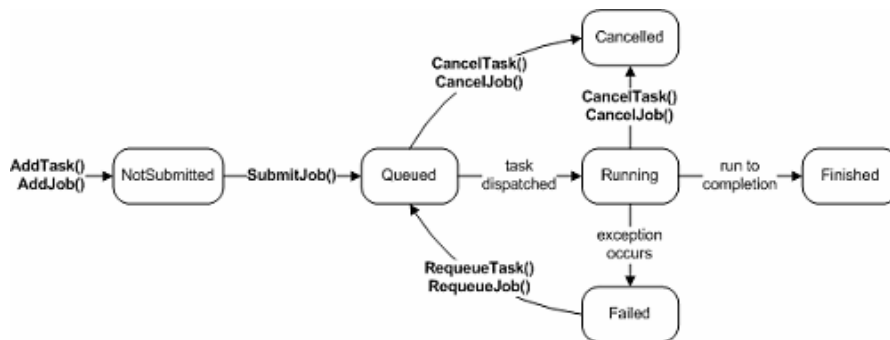 Cancelled
CancelTask()
CancelJob()
CancelTask()
CancelJob()
AddTask()
AddJob()
NotSubmitted
SubmitJob()
Queued
task
dispatched
Running
run to
completion
Finished
exception
occurs
RequeueTask()
RequeueJob()
Failed